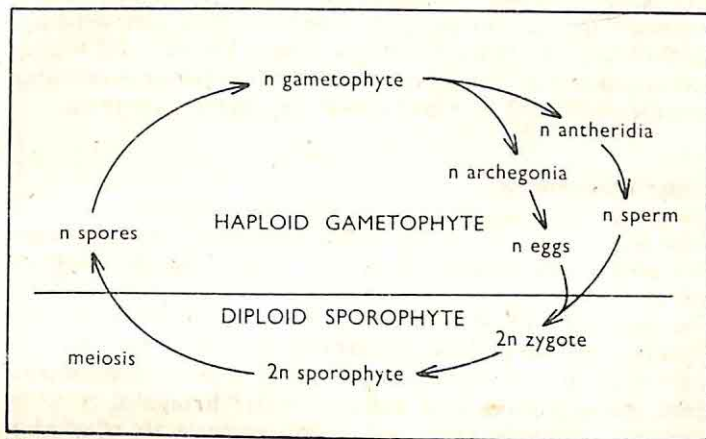 n gametophyte
n antheridia
n archegonia
n sperm
n spores
HAPLOID GAMETOPHYTE
n eggs
DIPLOID SPOROPHYTE
2n zygote
meiosis
2n sporophyte